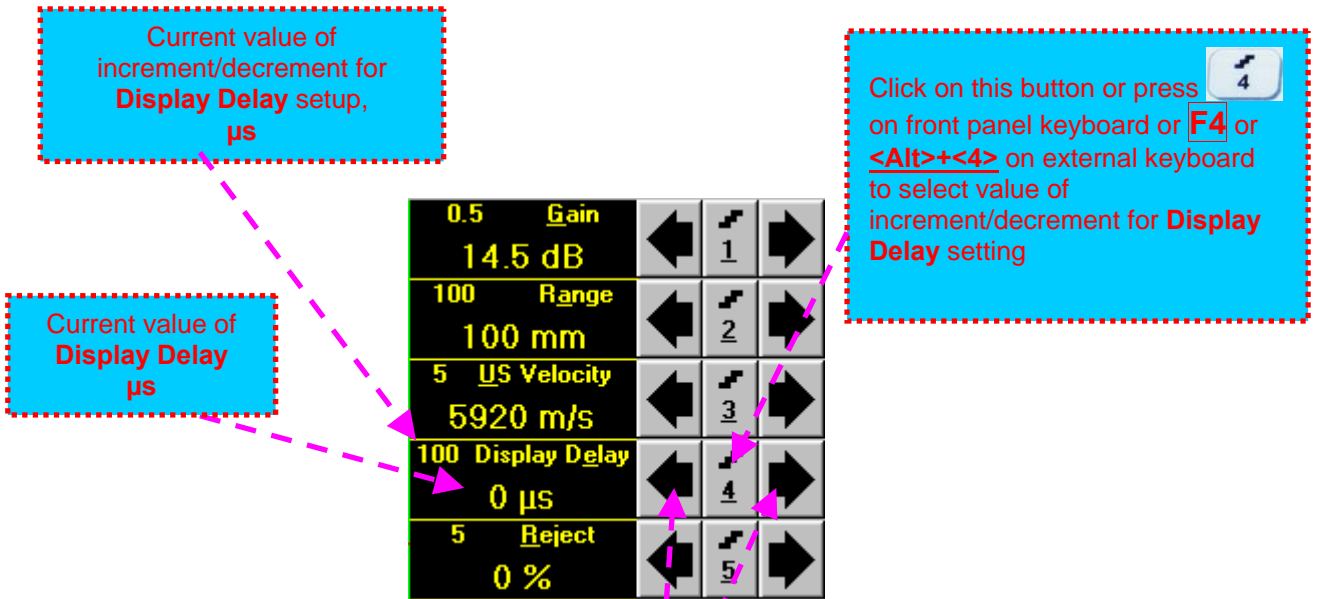 Current value of
increment/decrement for
Display Delay setup,
µs
Click on this button or press 4
on front panel keyboard or F4 or
<Alt>+<4> on external keyboard
to select value of
increment/decrement for Display
Delay setting
Current value of
Display Delay
µs
0.5 Gain
14.5 dB
1
100 Range
100 mm
2
5 US Velocity
5920 m/s
3
100 Display Delay
0 µs
4
5 Reject
0 %
5